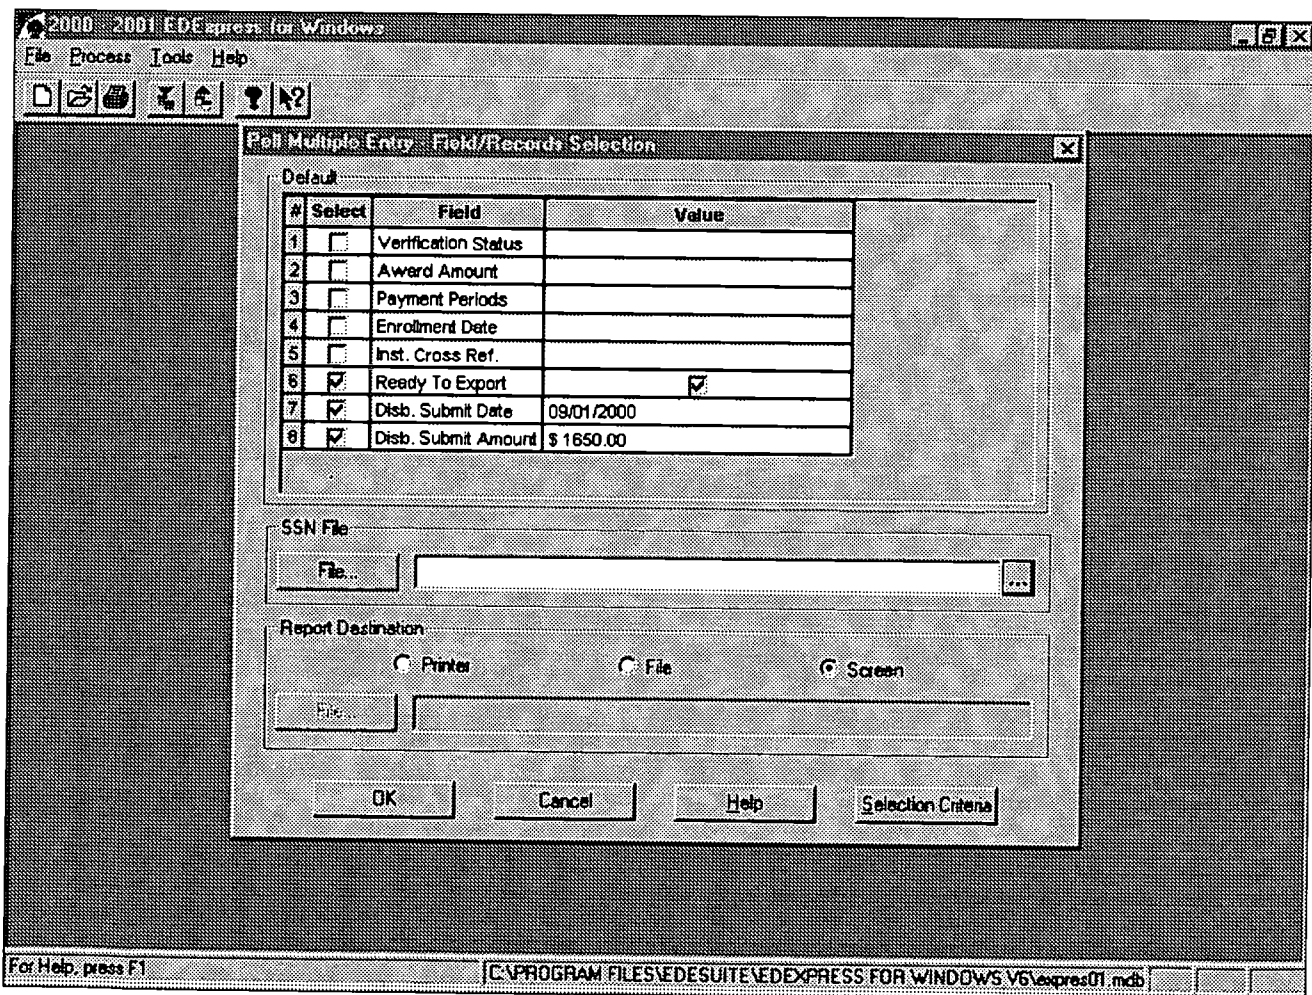 2000 - 2001 EDExpress for Windows
File Process Tools Help
Pell Multiple Entry - Field/Records Selection
Default
# Select Field Value
1 Verification Status
2 Award Amount
3 Payment Periods
4 Enrollment Date
5 Inst. Cross Ref.
6 Ready To Export
7 Disb. Submit Date 09/01/2000
8 Disb. Submit Amount $ 1650.00
SSN File
File... ...
Report Destination
Printer File Screen
File...
OK Cancel Help Selection Criteria
For Help, press F1 C:\PROGRAM FILES\EDESUITE\EDEXPRESS FOR WINDOWS V6\expres01.mdb